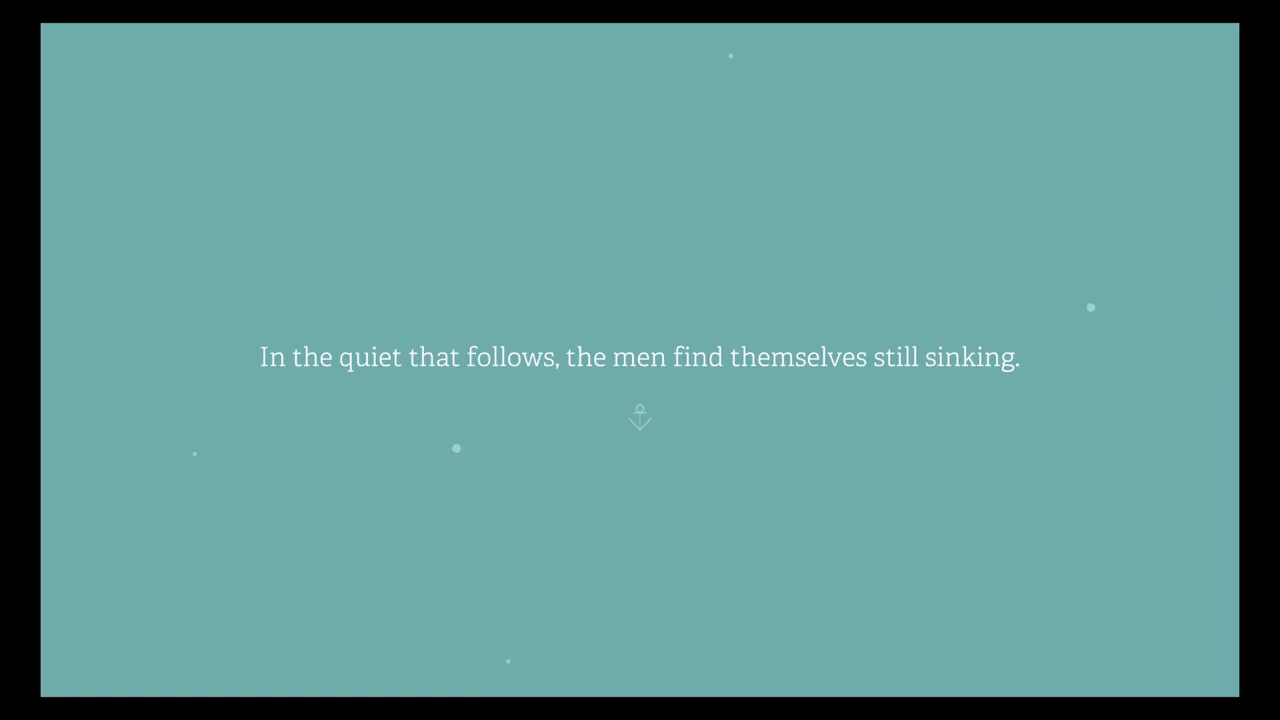 In the quiet that follows, the men find themselves still sinking.